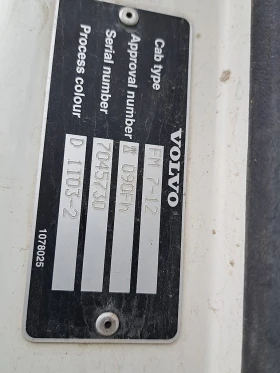 VOLVO
Cab type FM 7-12
Approval number
Serial number 7045730
Process colour D 1103-2
1078025